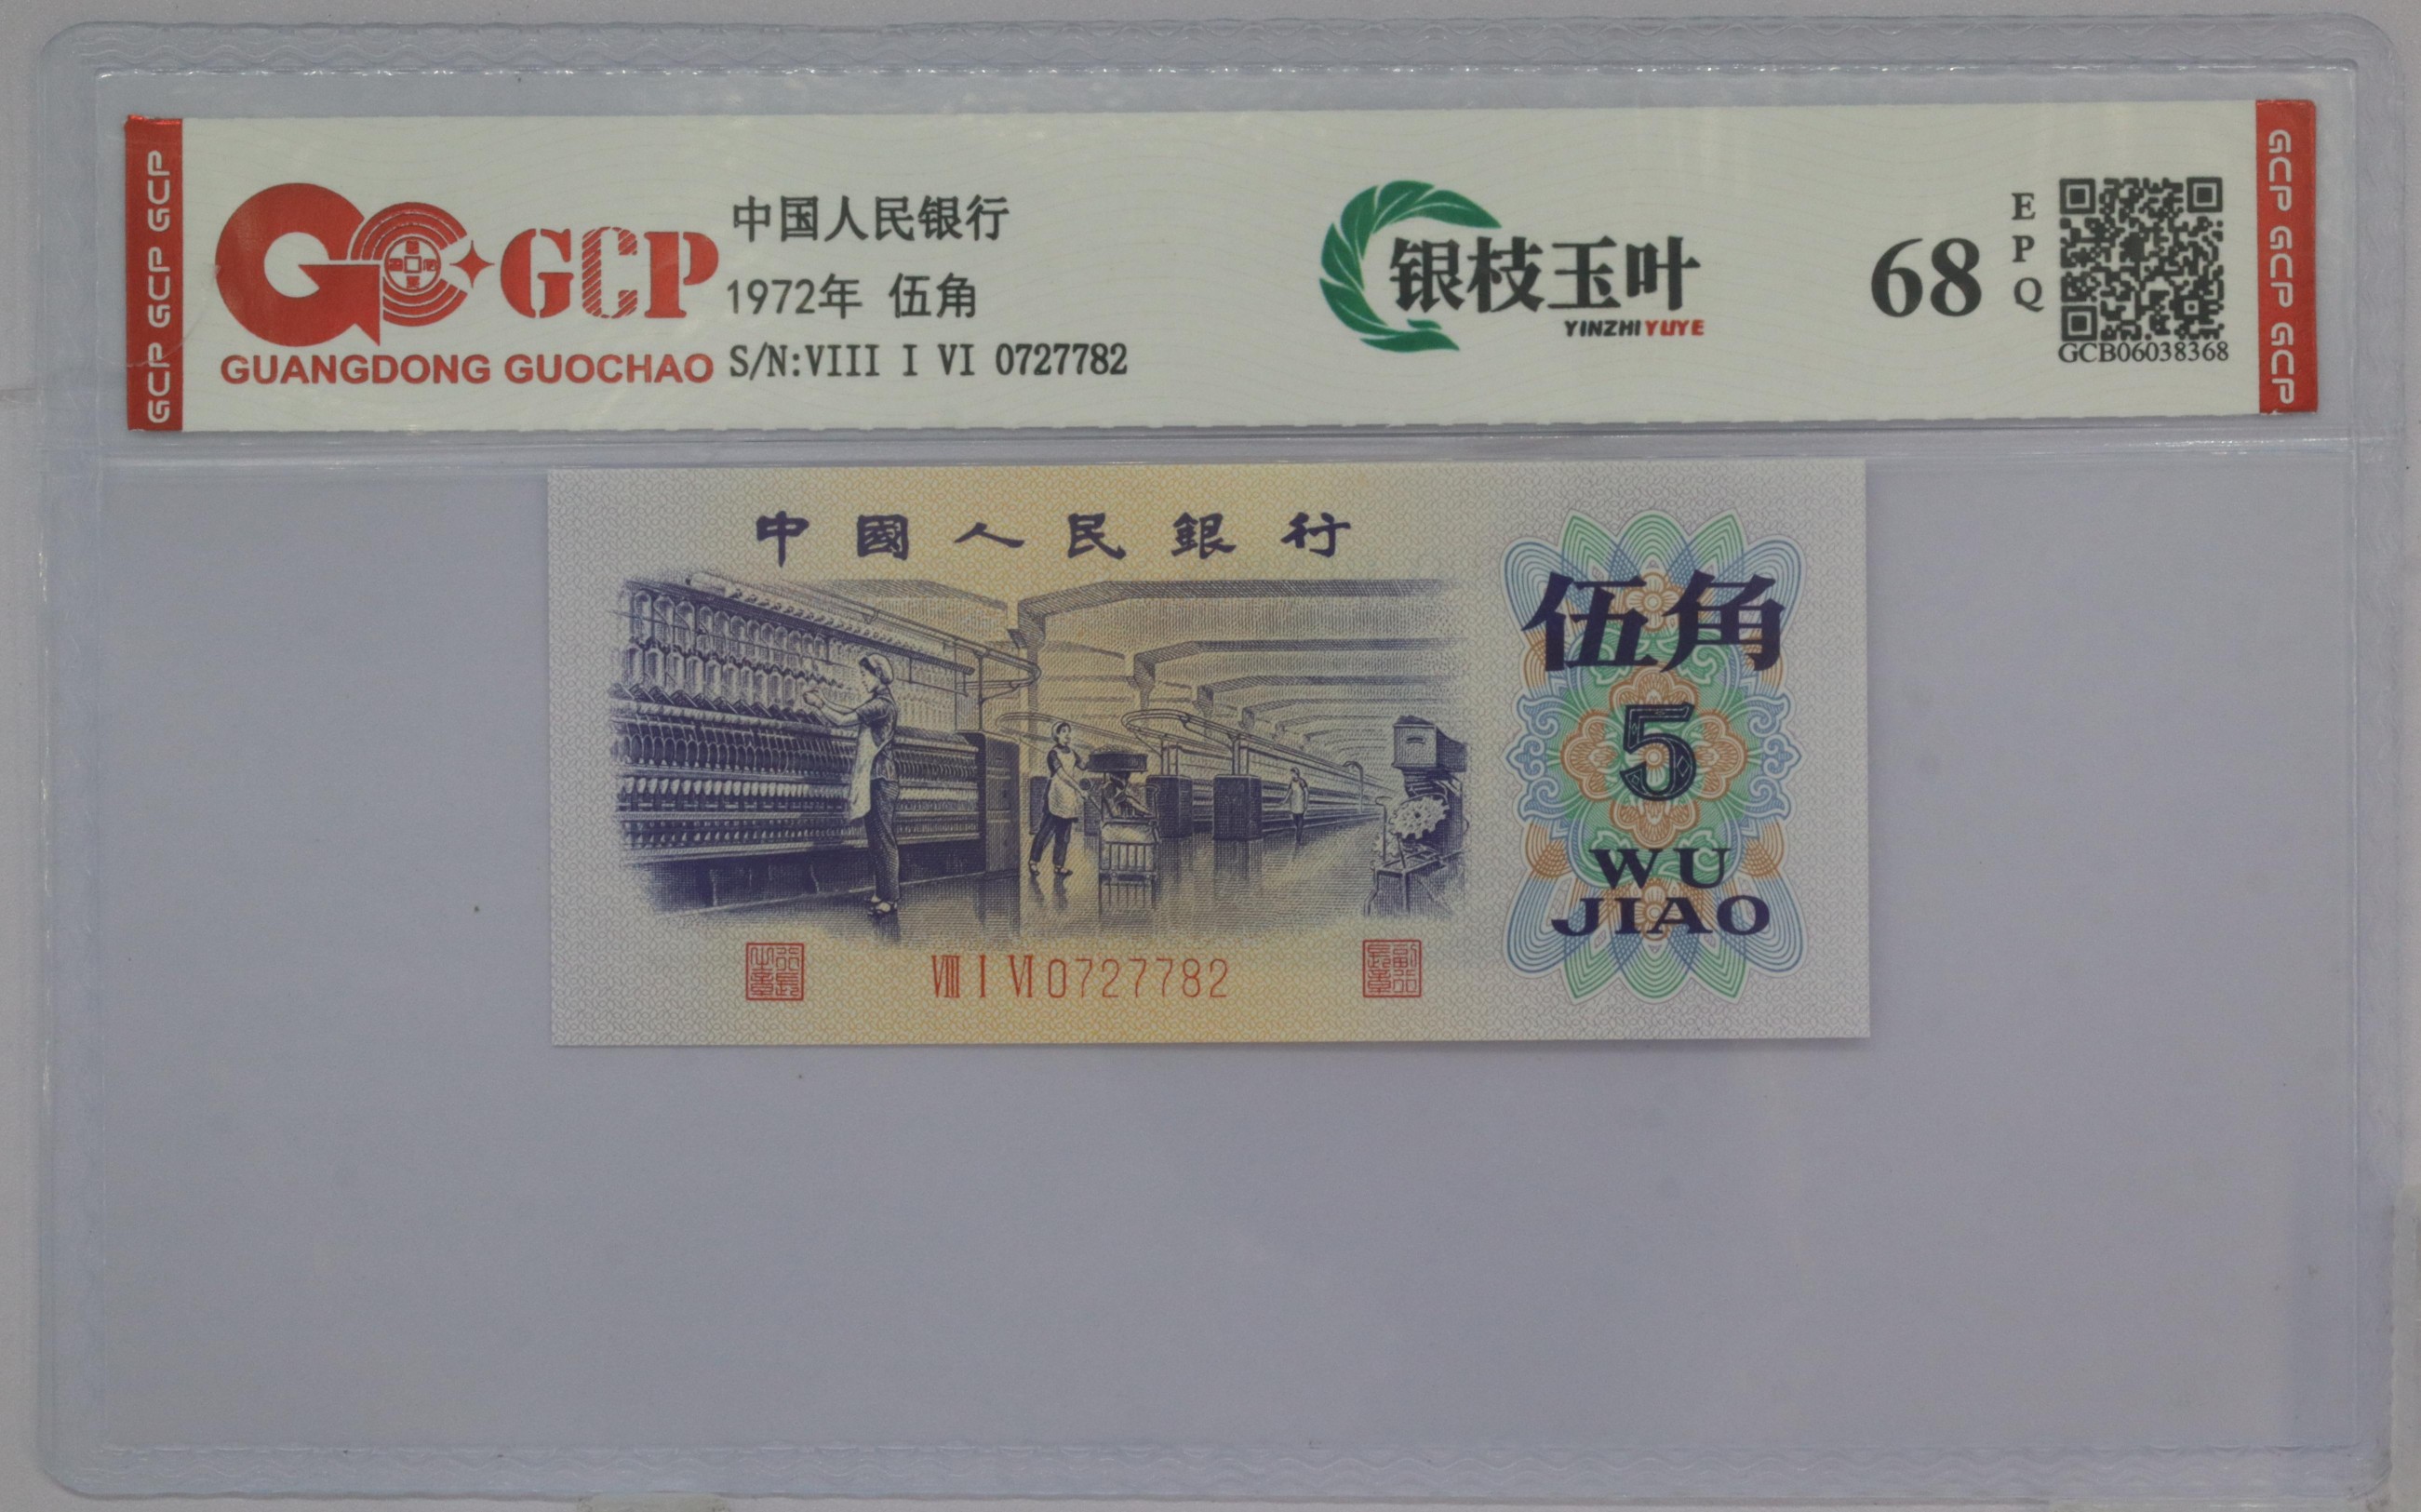 GCP GCP GCP
GCP
GUANGDONG GUOCHAO
中国人民银行
1972年 伍角
S/N:VIII I VI 0727782
银枝玉叶
YINZHIYUYE
68
EPQ
GCB06038368
GCP GCP GCP
中國人民銀行
伍角
5
WU
JIAO
VIII I VI 0727782